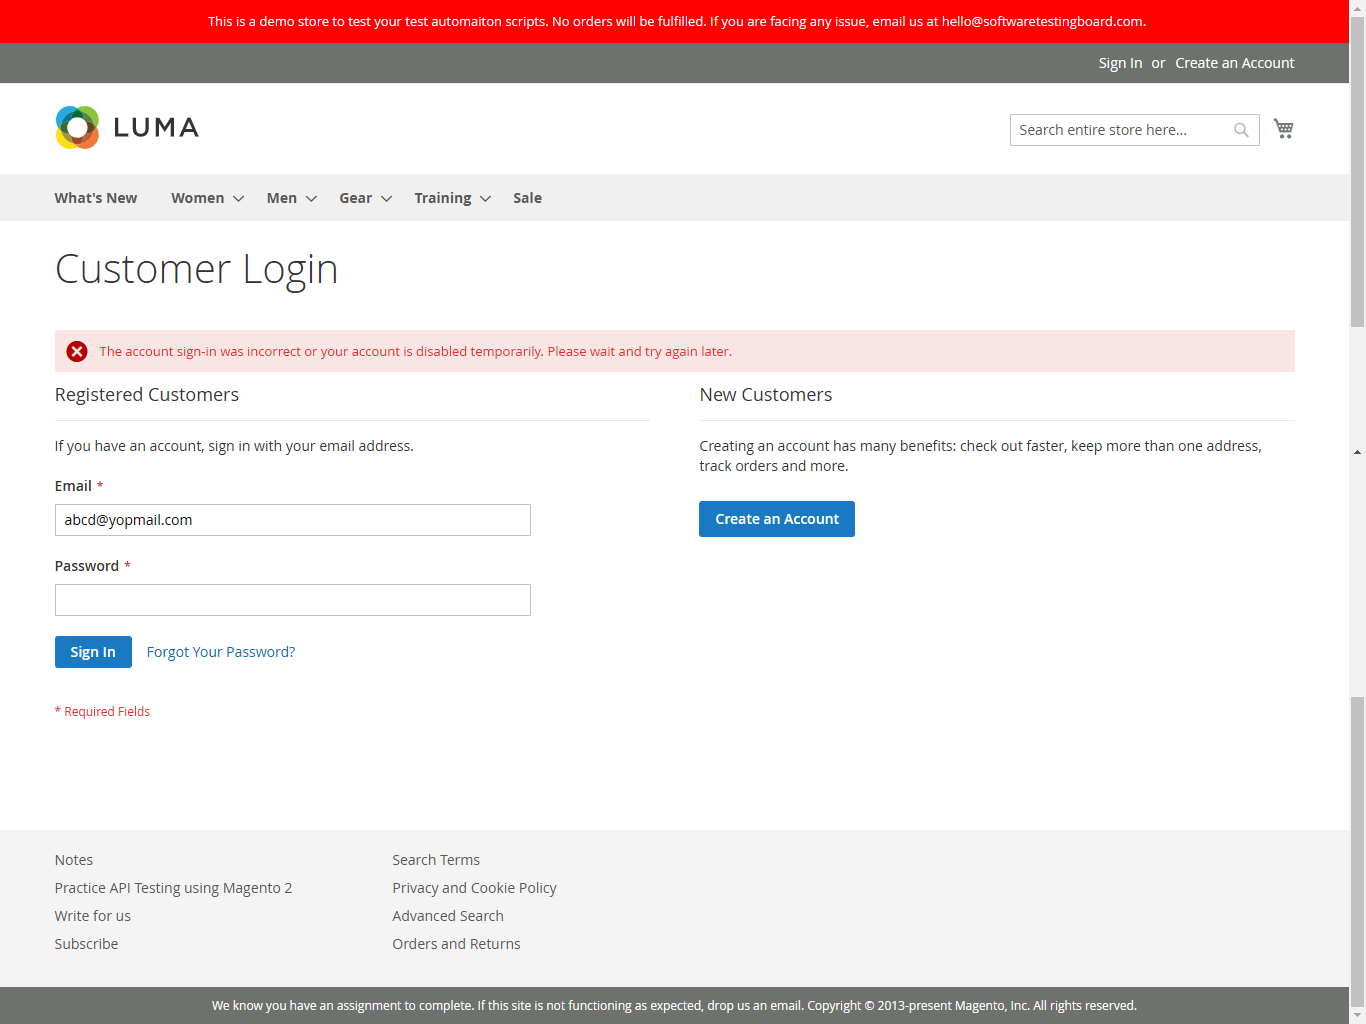 This is a demo store to test your test automaiton scripts. No orders will be fulfilled. If you are facing any issue, email us at hello@softwaretestingboard.com.
Sign In or Create an Account
LUMA
Search entire store here...
What's New Women Men Gear Training Sale
Customer Login
The account sign-in was incorrect or your account is disabled temporarily. Please wait and try again later.
Registered Customers
If you have an account, sign in with your email address.
Email *
abcd@yopmail.com
Password *
Sign In Forgot Your Password?
* Required Fields
New Customers
Creating an account has many benefits: check out faster, keep more than one address,
track orders and more.
Create an Account
Notes
Practice API Testing using Magento 2
Write for us
Subscribe
Search Terms
Privacy and Cookie Policy
Advanced Search
Orders and Returns
We know you have an assignment to complete. If this site is not functioning as expected, drop us an email. Copyright © 2013-present Magento, Inc. All rights reserved.